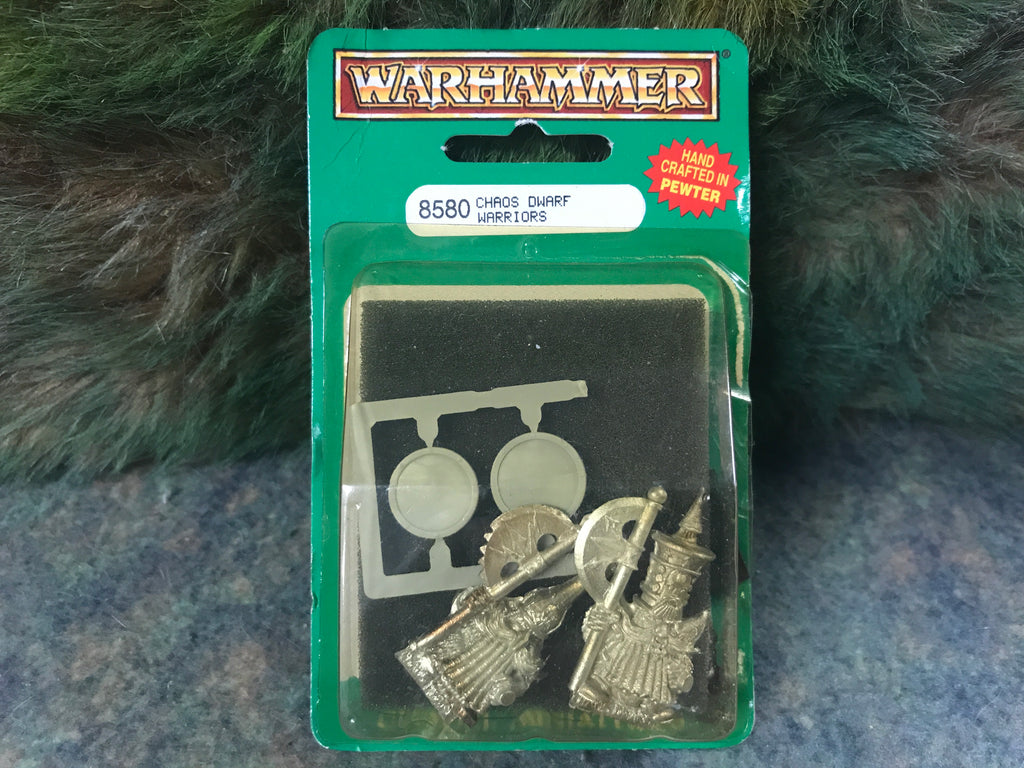 WARHAMMER®
HAND
CRAFTED IN
PEWTER
8580 CHAOS DWARF
WARRIORS